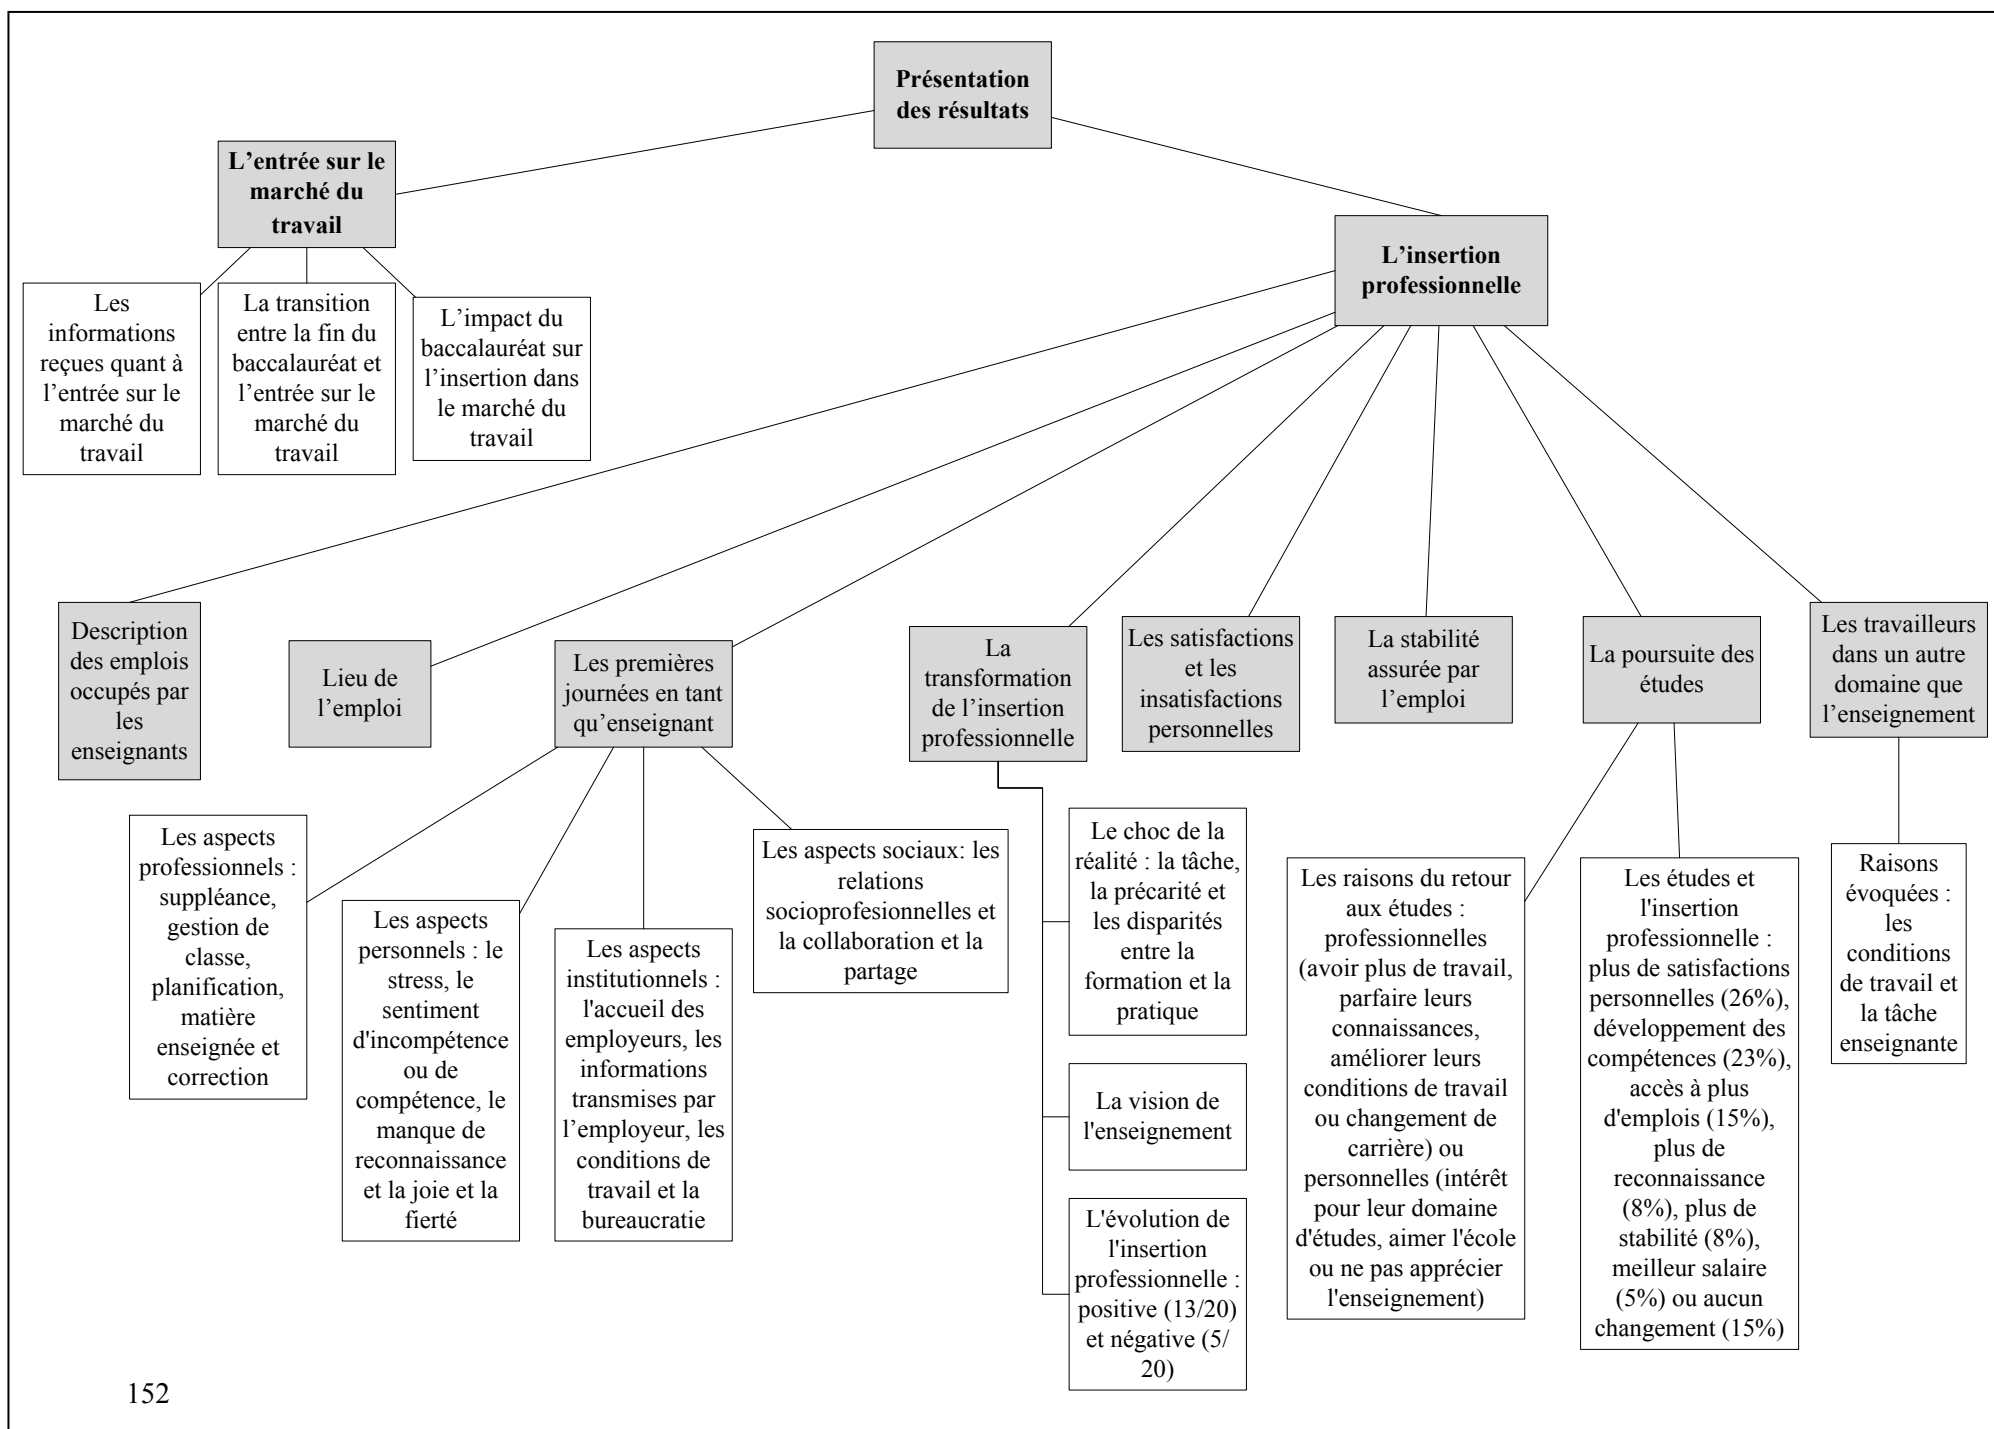 Présentation
des résultats
L’entrée sur le
marché du
travail
L’insertion
professionnelle
Les
informations
reçues quant à
l’entrée sur le
marché du
travail
La transition
entre la fin du
baccalauréat et
l’entrée sur le
marché du
travail
L’impact du
baccalauréat sur
l’insertion dans
le marché du
travail
Description
des emplois
occupés par
les
enseignants
Lieu de
l’emploi
Les premières
journées en tant
qu’enseignant
La
transformation
de l’insertion
professionnelle
Les satisfactions
et les
insatisfactions
personnelles
La stabilité
assurée par
l’emploi
La poursuite des
études
Les travailleurs
dans un autre
domaine que
l’enseignement
Les aspects
professionnels :
suppléance,
gestion de
classe,
planification,
matière
enseignée et
correction
Les aspects
personnels : le
stress, le
sentiment
d'incompétence
ou de
compétence, le
manque de
reconnaissance
et la joie et la
fierté
Les aspects
institutionnels :
l'accueil des
employeurs, les
informations
transmises par
l’employeur, les
conditions de
travail et la
bureaucratie
Les aspects sociaux: les
relations
socioprofesionnelles et
la collaboration et la
partage
Le choc de la
réalité : la tâche,
la précarité et
les disparités
entre la
formation et la
pratique
La vision de
l'enseignement
L'évolution de
l'insertion
professionnelle :
positive (13/20)
et négative (5/
20)
Les raisons du retour
aux études :
professionnelles
(avoir plus de travail,
parfaire leurs
connaissances,
améliorer leurs
conditions de travail
ou changement de
carrière) ou
personnelles (intérêt
pour leur domaine
d'études, aimer l'école
ou ne pas apprécier
l'enseignement)
Les études et
l'insertion
professionnelle :
plus de satisfactions
personnelles (26%),
développement des
compétences (23%),
accès à plus
d'emplois (15%),
plus de
reconnaissance
(8%), plus de
stabilité (8%),
meilleur salaire
(5%) ou aucun
changement (15%)
Raisons
évoquées :
les
conditions
de travail et
la tâche
enseignante
152